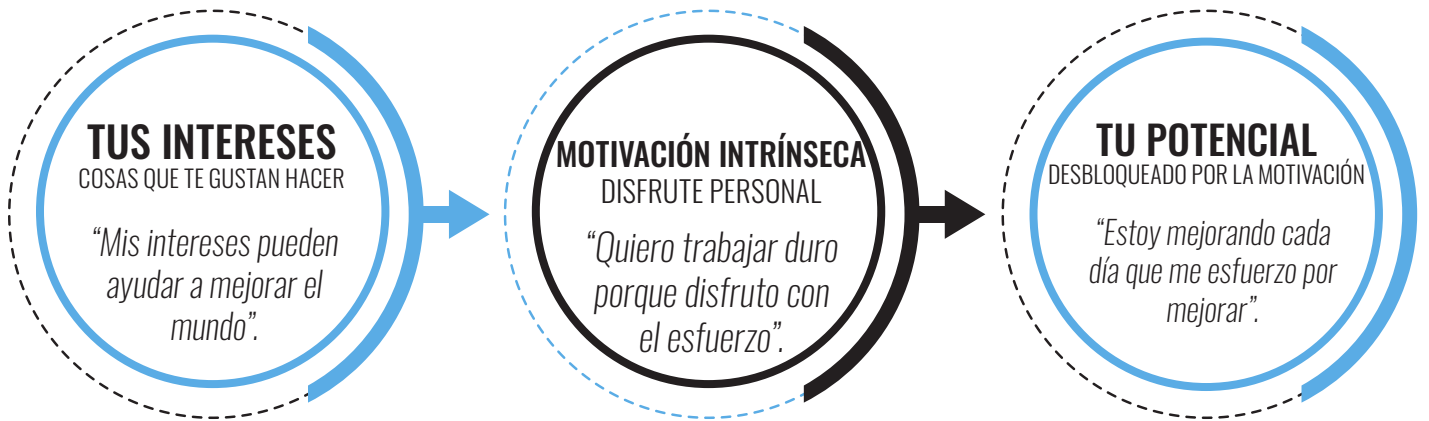 TUS INTERESES
COSAS QUE TE GUSTAN HACER
“Mis intereses pueden
ayudar a mejorar el
mundo”.
MOTIVACIÓN INTRÍNSECA
DISFRUTE PERSONAL
“Quiero trabajar duro
porque disfruto con
el esfuerzo”.
TU POTENCIAL
DESBLOQUEADO POR LA MOTIVACIÓN
“Estoy mejorando cada
día que me esfuerzo por
mejorar”.